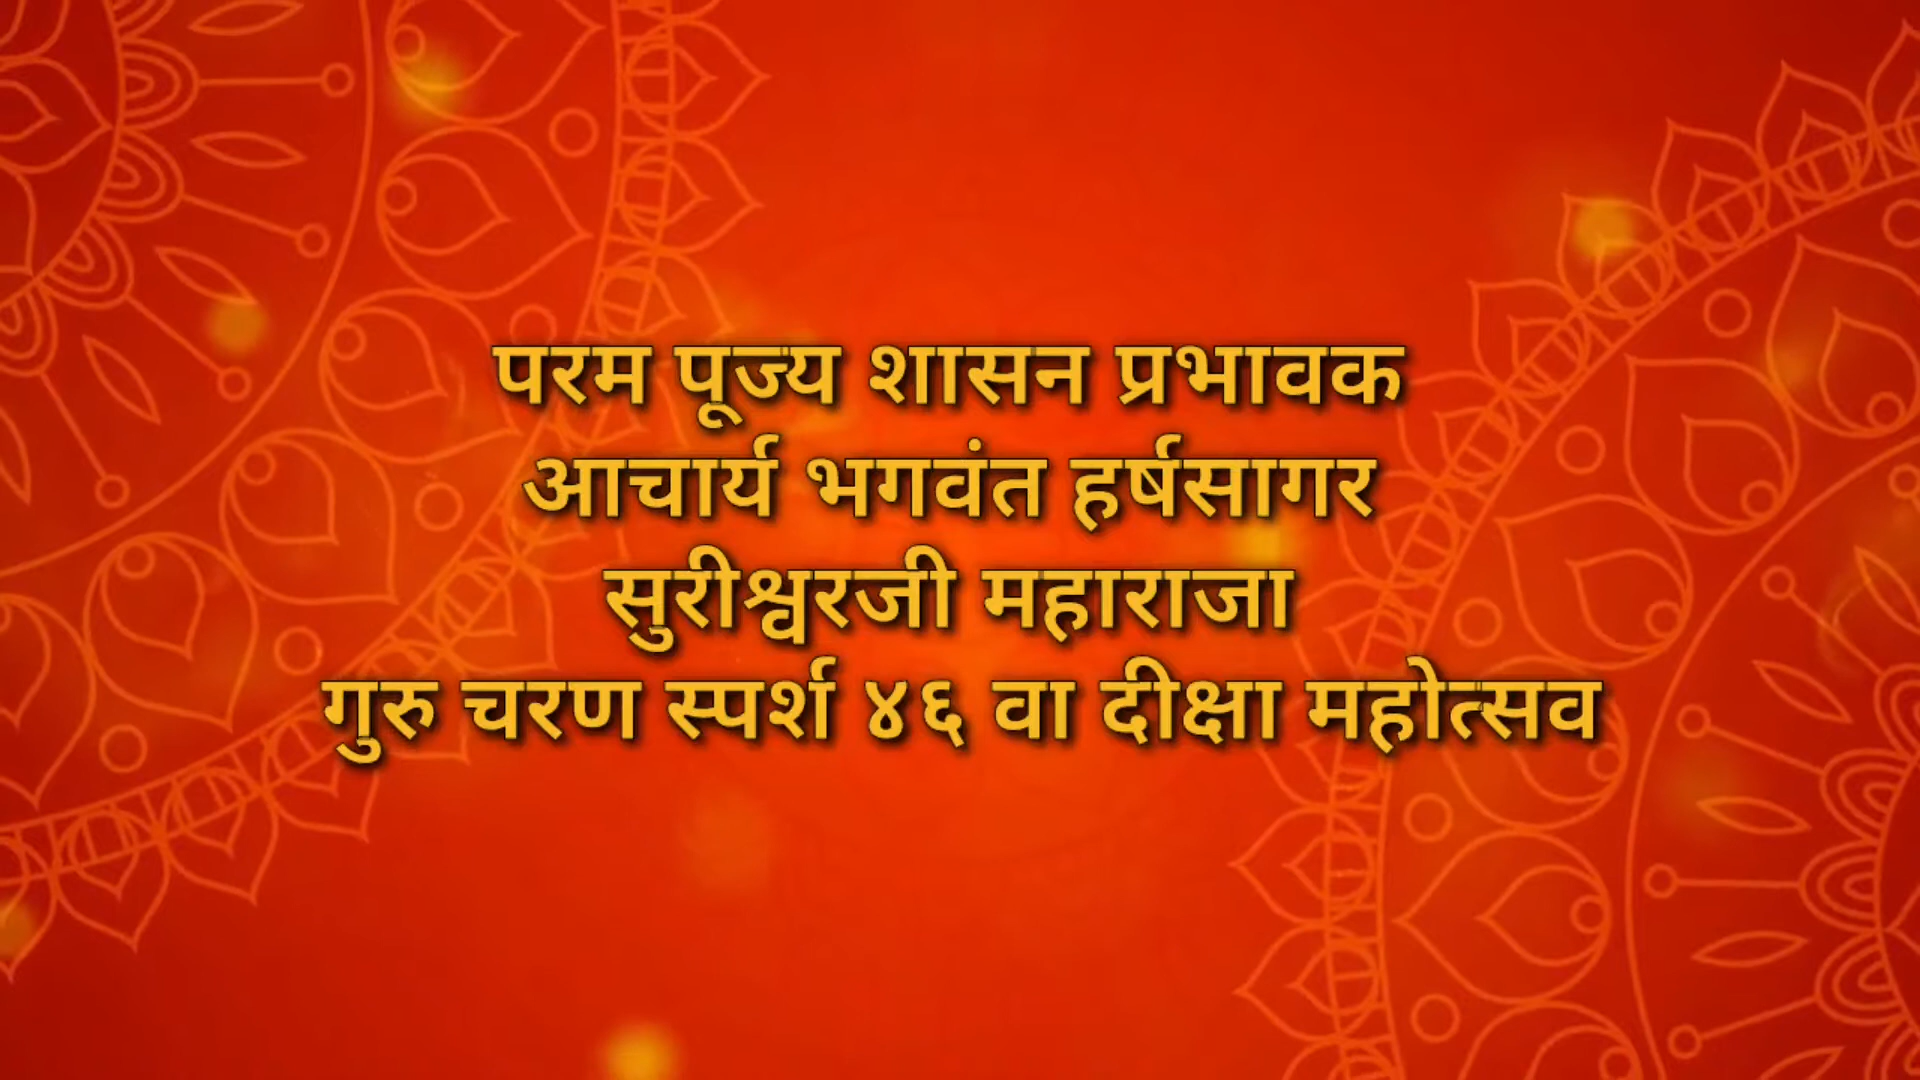 परम पूज्य शासन प्रभावक
आचार्य भगवंत हर्षसागर
सुरीश्वरजी महाराजा
गुरु चरण स्पर्श ४६ वा दीक्षा महोत्सव